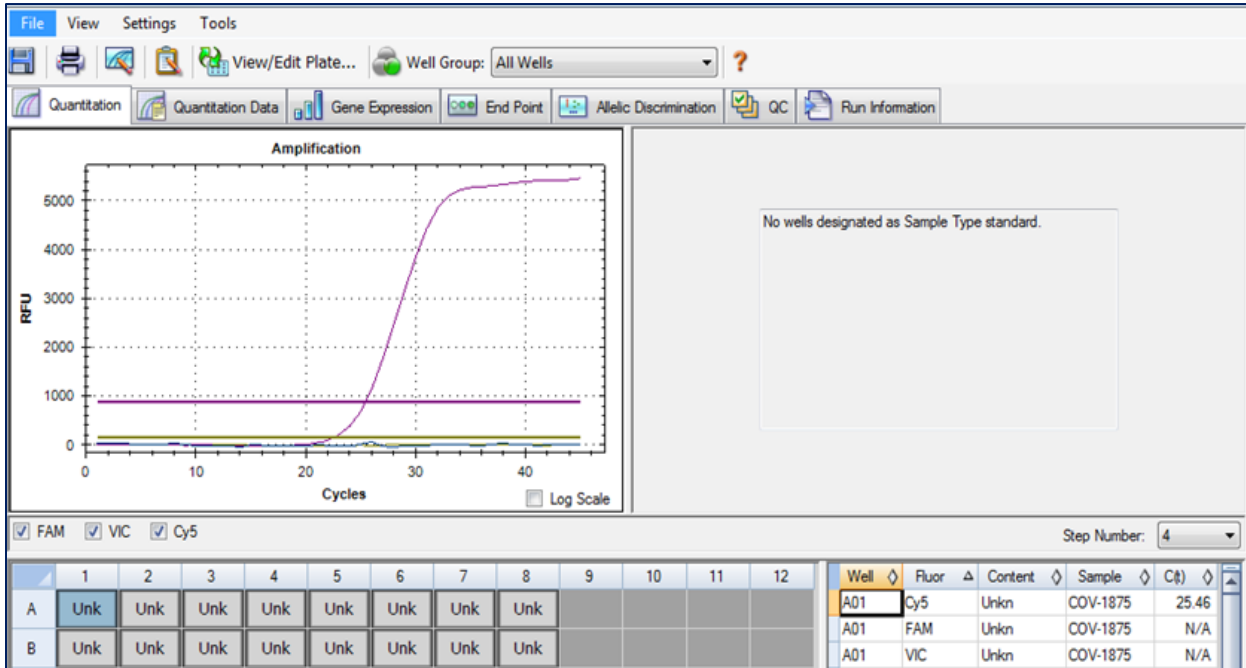 File View Settings Tools
View/Edit Plate... Well Group: All Wells ?
Quantitation Quantitation Data Gene Expression End Point Allelic Discrimination QC Run Information
Amplification
5000
4000
3000
2000
1000
0
RFU
0 10 20 30 40
Cycles
Log Scale
No wells designated as Sample Type standard.
FAM VIC Cy5 Step Number: 4
1 2 3 4 5 6 7 8 9 10 11 12
A Unk Unk Unk Unk Unk Unk Unk Unk
B Unk Unk Unk Unk Unk Unk Unk Unk
Well Fluor Content Sample C(t)
A01 Cy5 Unkn COV-1875 25.46
A01 FAM Unkn COV-1875 N/A
A01 VIC Unkn COV-1875 N/A